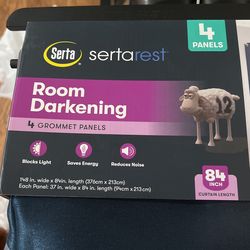 Serta
sertarest
4
PANELS
Room
Darkening
4 GROMMET PANELS
12
Blocks Light
Saves Energy
Reduces Noise
84
INCH
CURTAIN LENGTH
148 in. wide x 84in. length (376cm x 213cm)
Each Panel: 37 in. wide x 84 in. length (94cm x 213cm)